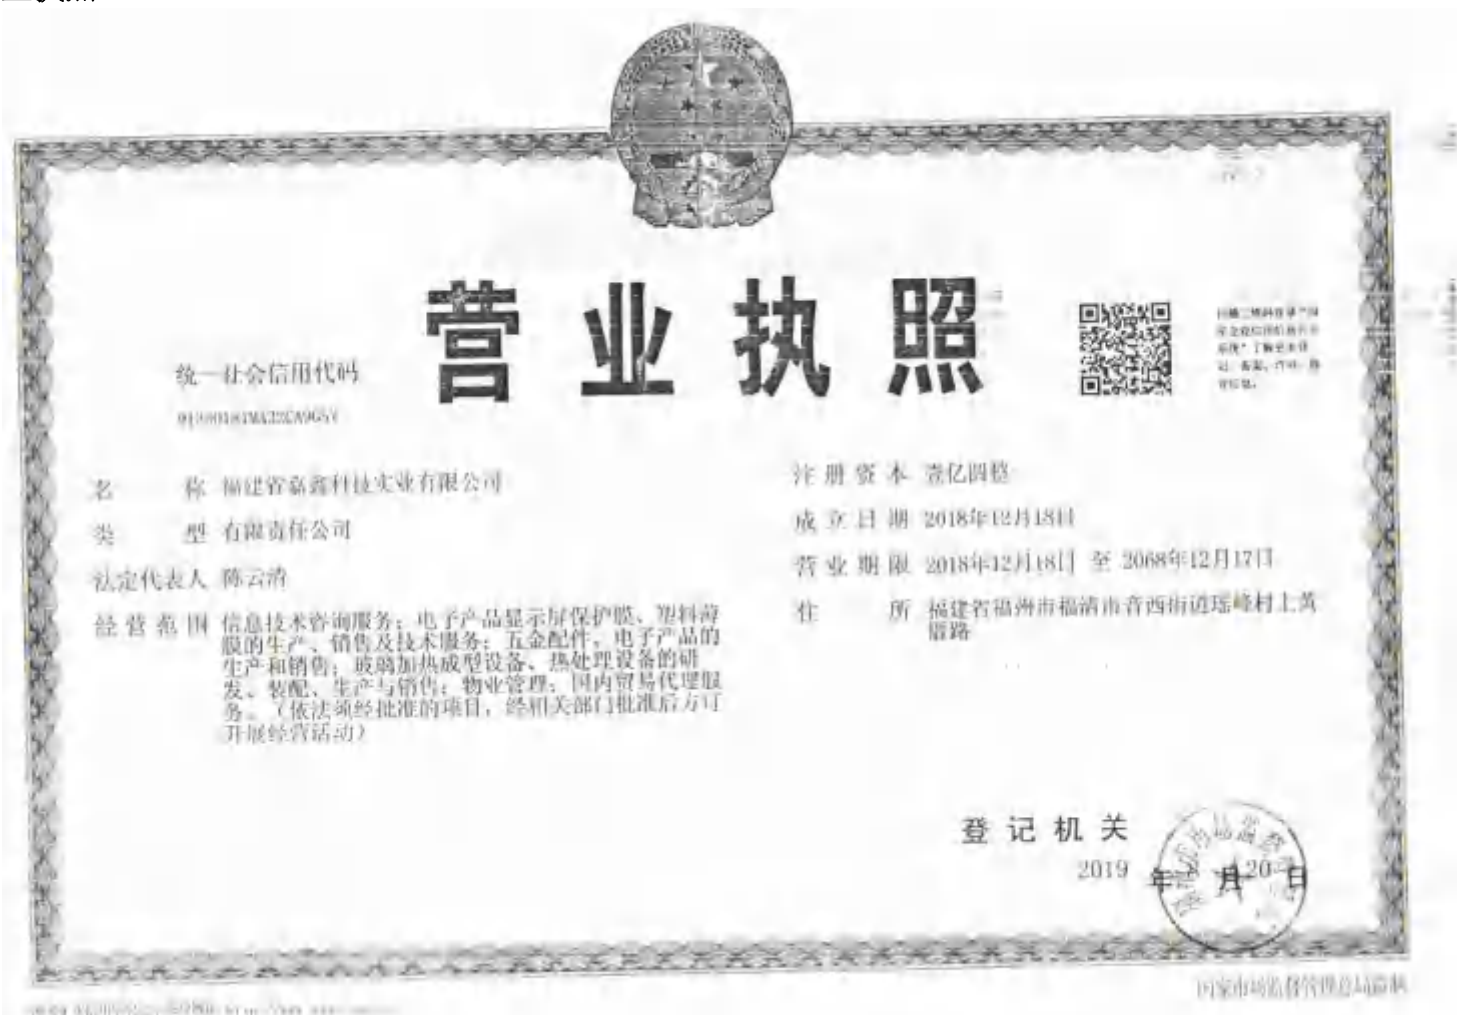 营业执照
统一社会信用代码
名 称 福建省嘉鑫科技实业有限公司
类 型 有限责任公司
法定代表人 陈云清
经营范围 信息技术咨询服务；电子产品显示屏保护膜、塑料薄
膜的生产、销售及技术服务；五金配件、电子产品的
生产和销售；玻璃加热成型设备、热处理设备的研
发、装配、生产与销售；物业管理；国内贸易代理服
务。（依法须经批准的项目，经相关部门批准后方可
开展经营活动）
注册资本 壹亿圆整
成立日期 2018年12月18日
营业期限 2018年12月18日 至 2068年12月17日
住 所 福建省福州市福清市音西街道瑶峰村上黄
厝路
登记机关
2019 年 月 20 日
国家市场监督管理总局监制